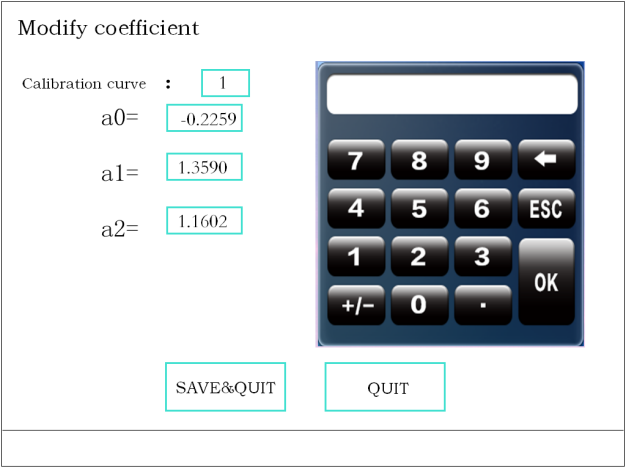 Modify coefficient
Calibration curve : 1
a0= -0.2259
a1= 1.3590
a2= 1.1602
7 8 9
4 5 6 ESC
1 2 3
OK
+/- 0 .
SAVE&QUIT QUIT